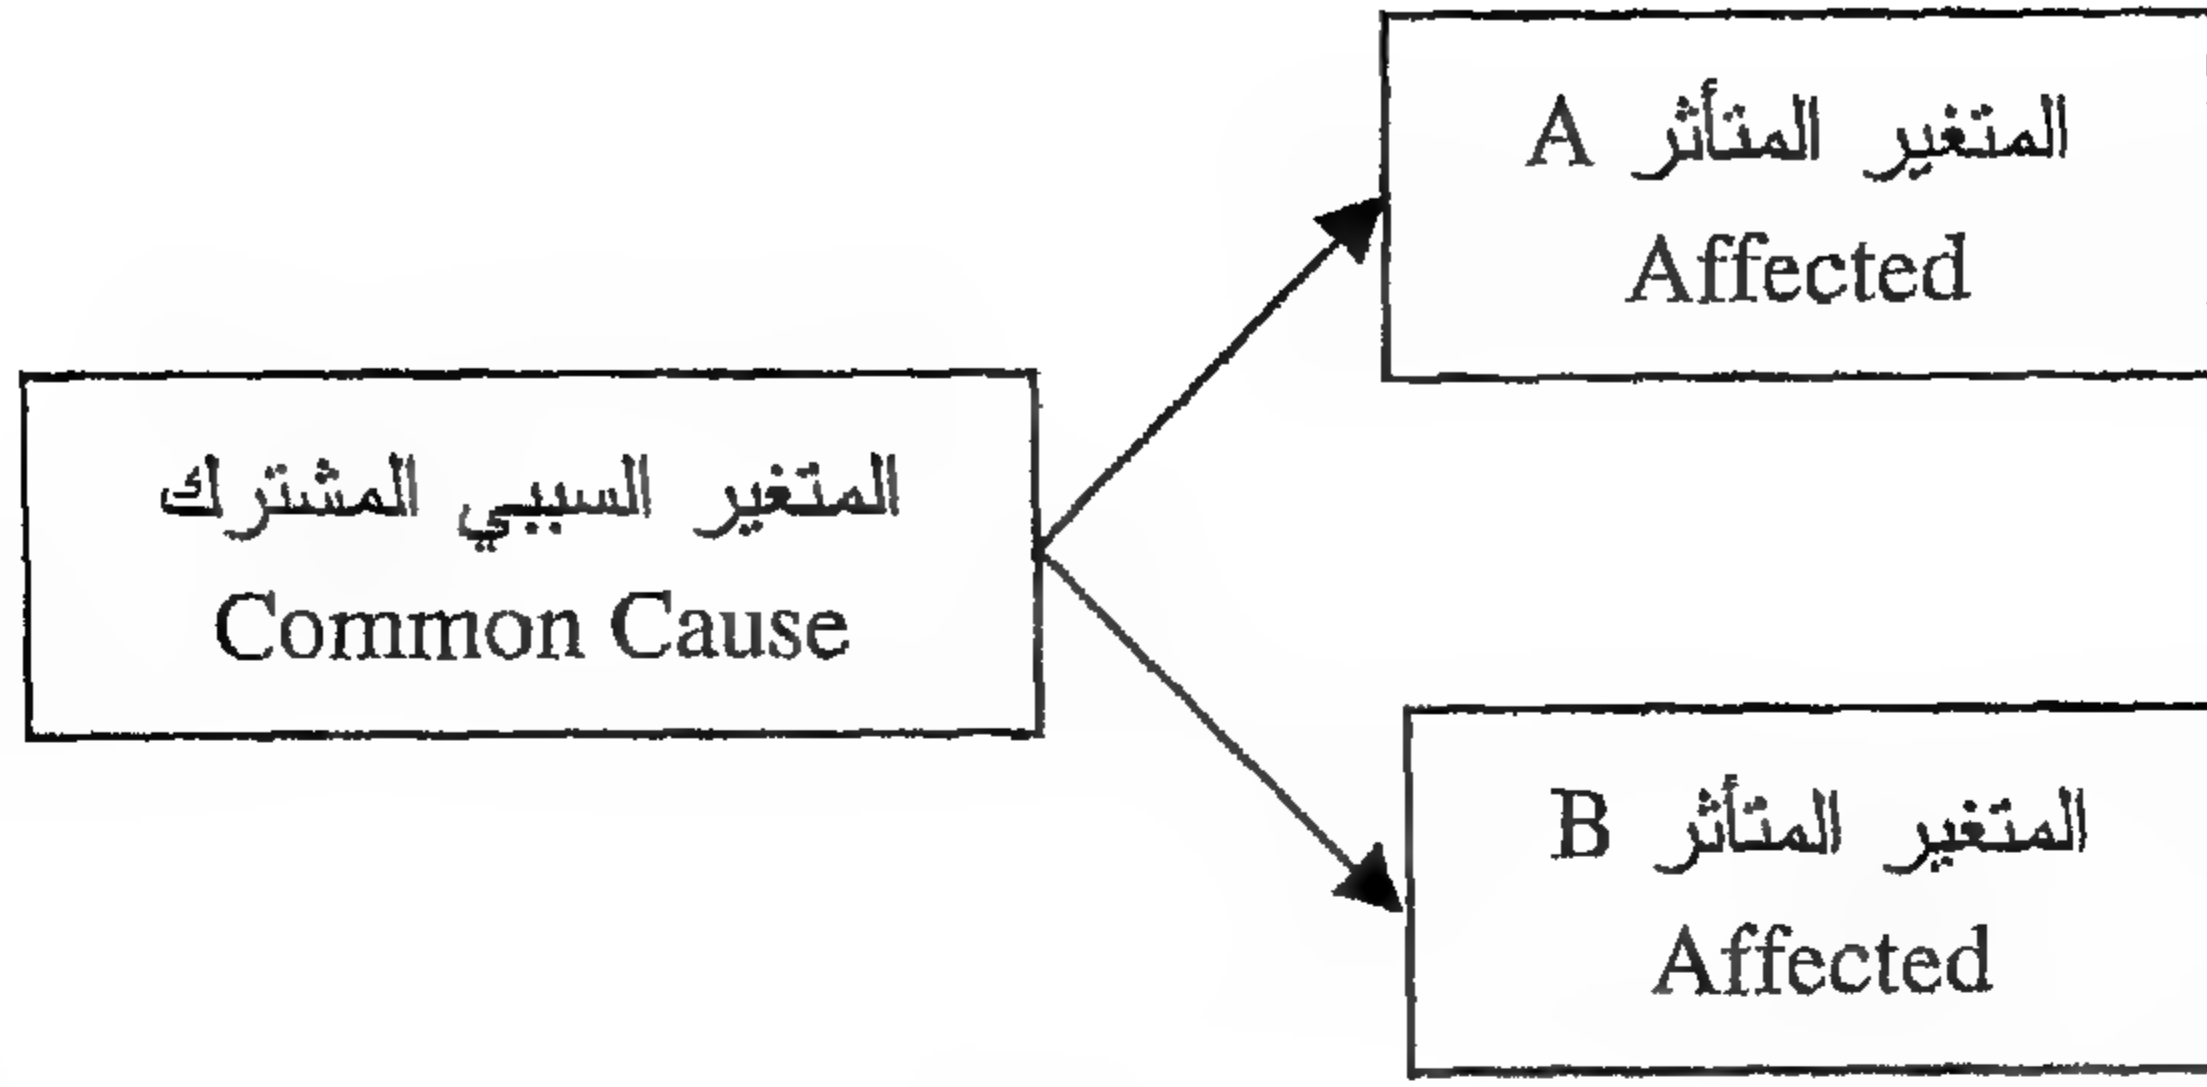 المتغير المتأثر A
Affected
المتغير السببي المشترك
Common Cause
المتغير المتأثر B
Affected